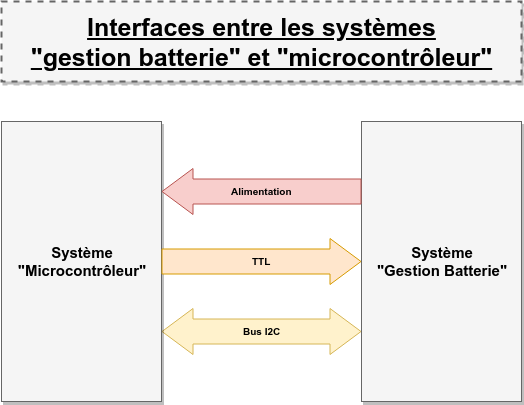 Interfaces entre les systèmes
"gestion batterie" et "microcontrôleur"
Alimentation
Système
"Microcontrôleur"
TTL
Système
"Gestion Batterie"
Bus I2C